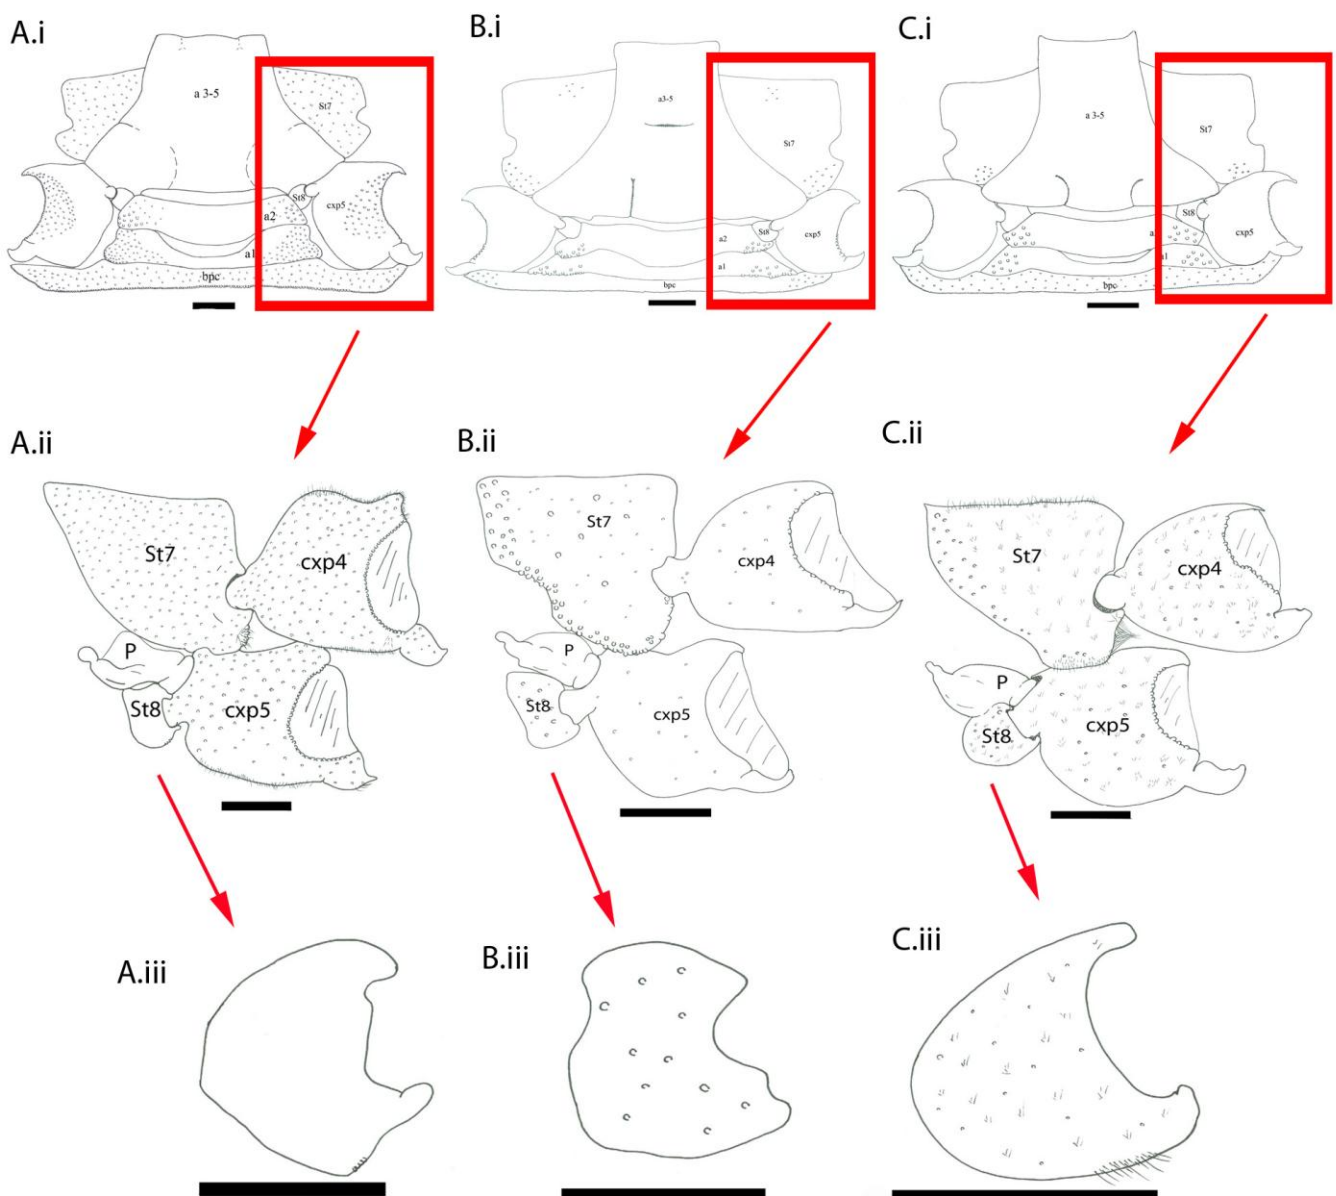 A.i
a 3-5
St7
St8
cxp5
a2
a1
bpc
B.i
a3-5
St7
St8
cxp5
a2
a1
bpc
C.i
a 3-5
St7
St8
cxp5
a1
bpc
A.ii
St7
cxp4
P
St8
cxp5
B.ii
St7
cxp4
P
St8
cxp5
C.ii
St7
cxp4
P
St8
cxp5
A.iii
B.iii
C.iii